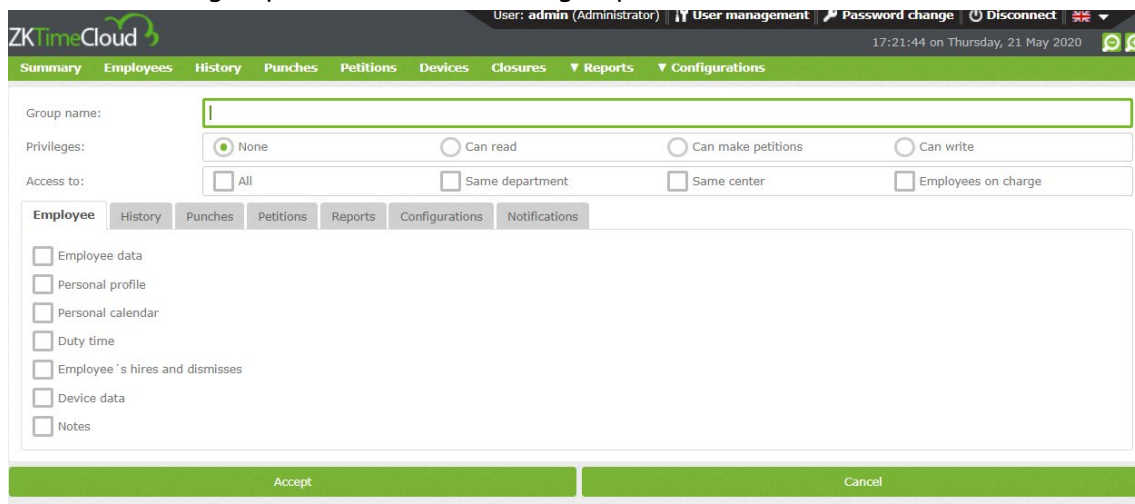 User: admin (Administrator) User management Password change Disconnect
ZKTimeCloud
17:21:44 on Thursday, 21 May 2020
Summary Employees History Punches Petitions Devices Closures ▼ Reports ▼ Configurations
Group name:
Privileges: None Can read Can make petitions Can write
Access to: All Same department Same center Employees on charge
Employee History Punches Petitions Reports Configurations Notifications
Employee data
Personal profile
Personal calendar
Duty time
Employee´s hires and dismisses
Device data
Notes
Accept Cancel